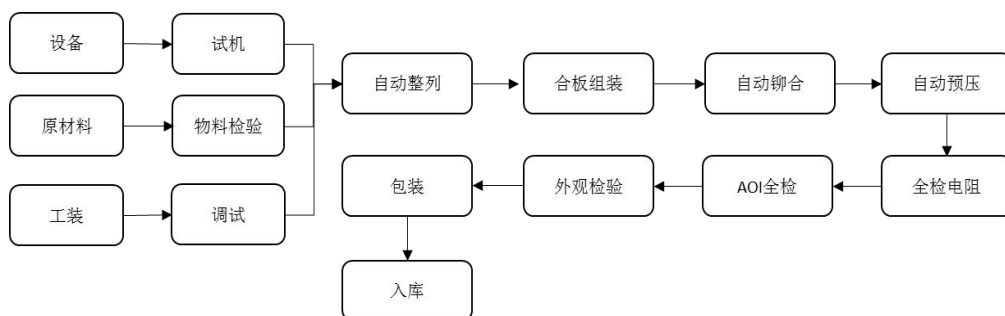 设备
试机
自动整列
合板组装
自动铆合
自动预压
原材料
物料检验
工装
调试
包装
外观检验
AOI全检
全检电阻
入库